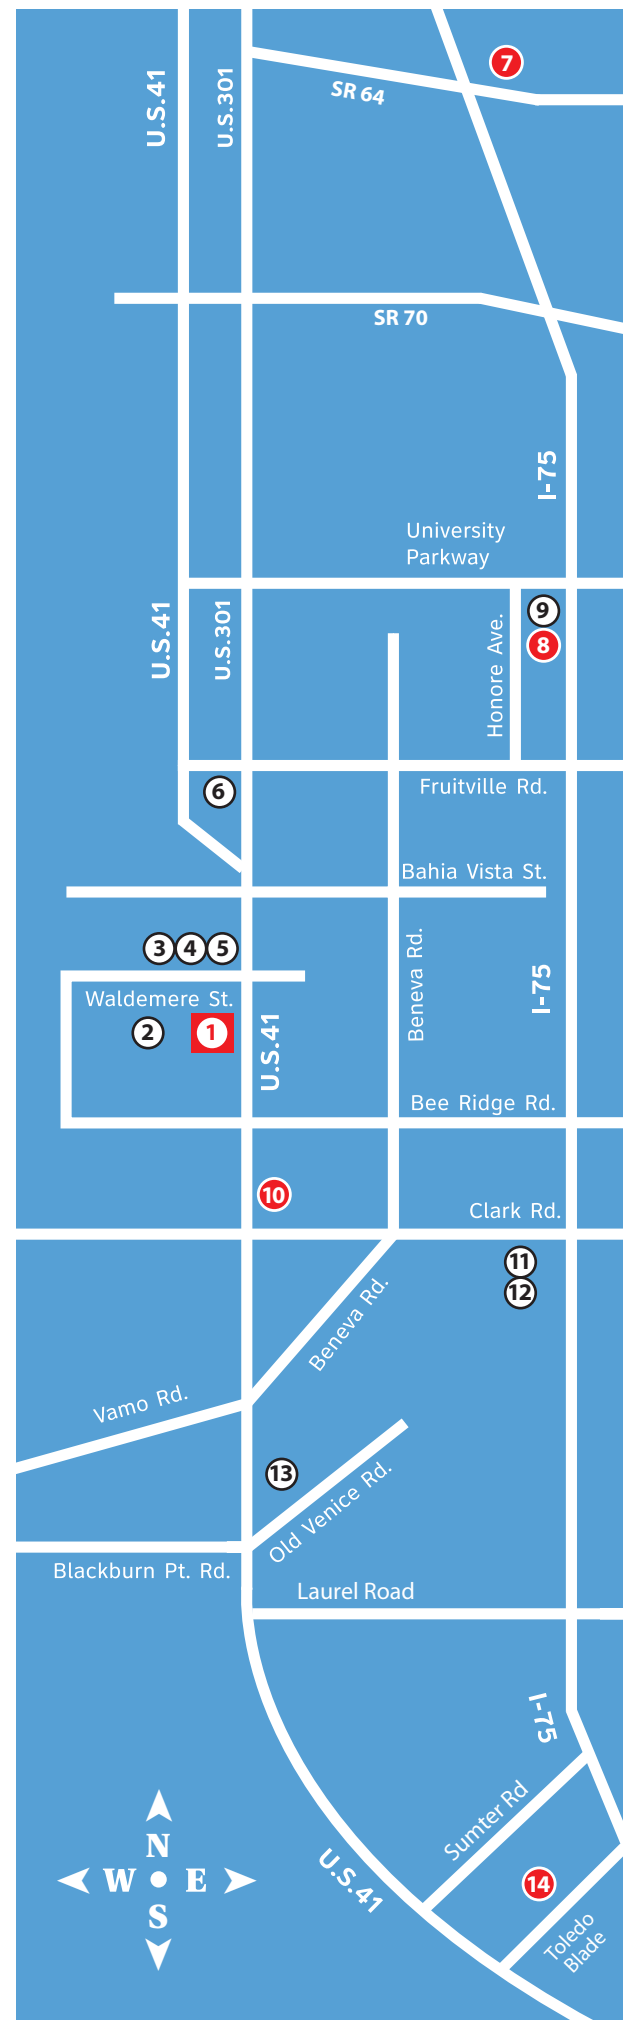 7
U.S.41
U.S.301
SR 64
SR 70
I-75
University
Parkway
9
8
U.S.41
U.S.301
Honore Ave.
6
Fruitville Rd.
Bahia Vista St.
3 4 5
Beneva Rd.
I-75
Waldemere St.
2 1
U.S.41
Bee Ridge Rd.
10
Clark Rd.
11
12
Beneva Rd.
Vamo Rd.
13
Old Venice Rd.
Blackburn Pt. Rd.
Laurel Road
I-75
Sumter Rd
N
W E
S
U.S.41
14
Toledo
Blade